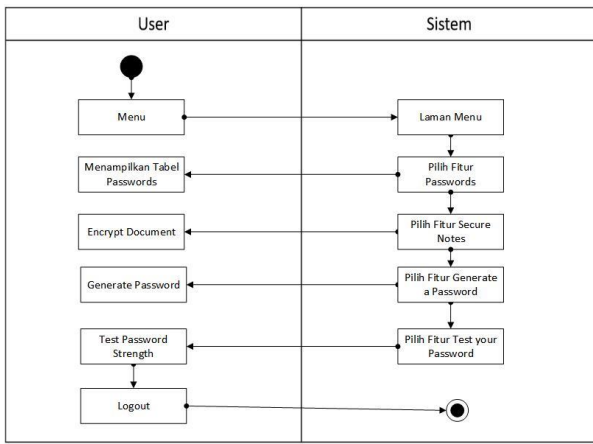 User
Sistem
Menu
Laman Menu
Menampilkan Tabel
Passwords
Pilih Fitur
Passwords
Encrypt Document
Pilih Fitur Secure
Notes
Generate Password
Pilih Fitur Generate
a Password
Test Password
Strength
Pilih Fitur Test your
Password
Logout